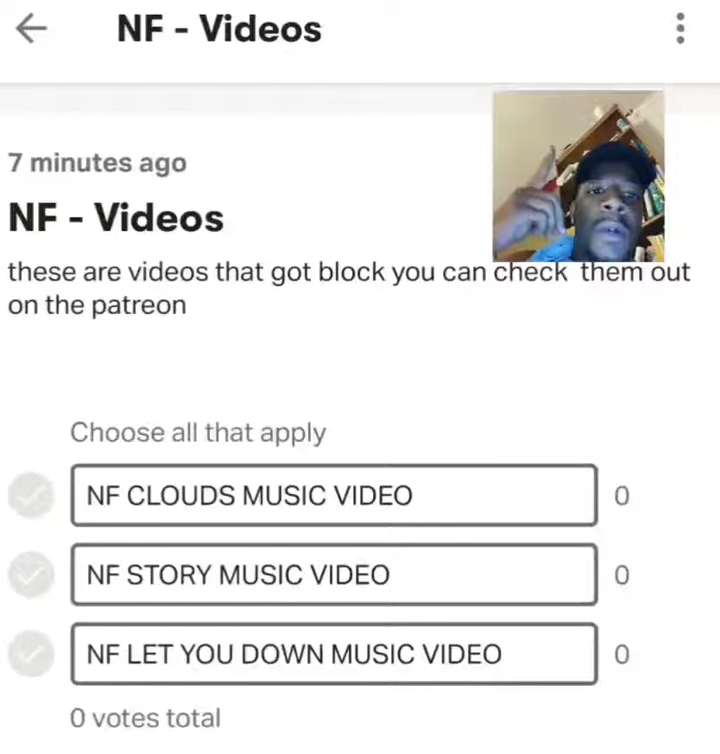 NF - Videos
7 minutes ago
NF - Videos
these are videos that got block you can check them out
on the patreon
Choose all that apply
NF CLOUDS MUSIC VIDEO 0
NF STORY MUSIC VIDEO 0
NF LET YOU DOWN MUSIC VIDEO 0
0 votes total